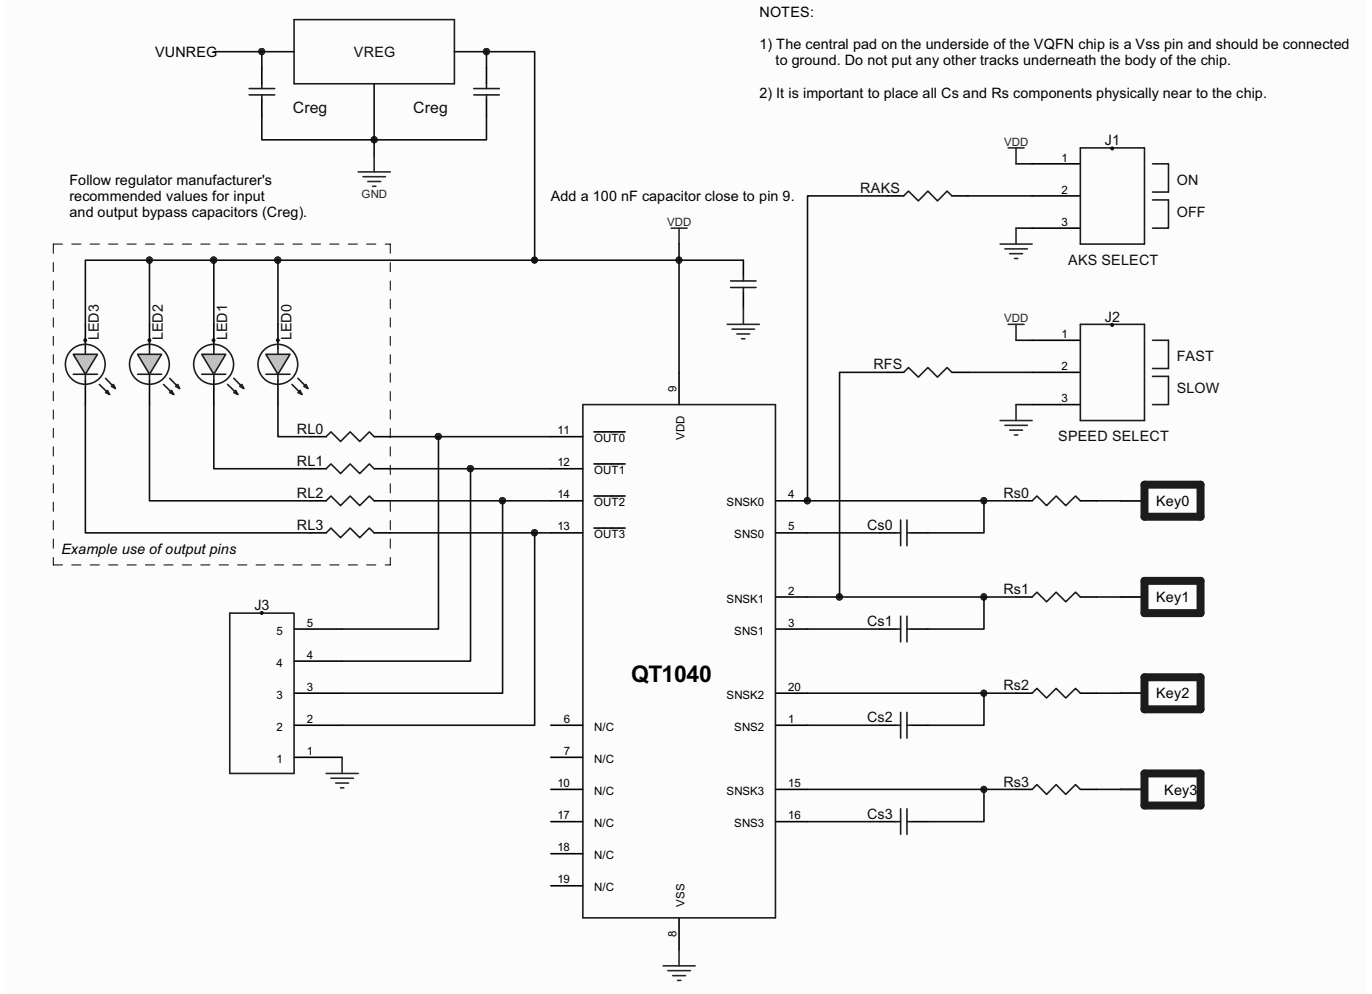 NOTES:
1) The central pad on the underside of the VQFN chip is a Vss pin and should be connected
to ground. Do not put any other tracks underneath the body of the chip.
2) It is important to place all Cs and Rs components physically near to the chip.
VUNREG
VREG
Creg
Creg
GND
Follow regulator manufacturer's
recommended values for input
and output bypass capacitors (Creg).
Add a 100 nF capacitor close to pin 9.
VDD
LED3
LED2
LED1
LED0
RL0
RL1
RL2
RL3
Example use of output pins
J3
5 5
4 4
3 3
2 2
1 1
9
VDD
11 OUT0
12 OUT1
14 OUT2
13 OUT3
6 N/C
7 N/C
10 N/C
17 N/C
18 N/C
19 N/C
QT1040
VSS
8
SNSK0 4
SNS0 5
SNSK1 2
SNS1 3
SNSK2 20
SNS2 1
SNSK3 15
SNS3 16
RAKS
VDD
J1
1
2
3
ON
OFF
AKS SELECT
RFS
VDD
J2
1
2
3
FAST
SLOW
SPEED SELECT
Rs0
Key0
Cs0
Rs1
Key1
Cs1
Rs2
Key2
Cs2
Rs3
Key3
Cs3